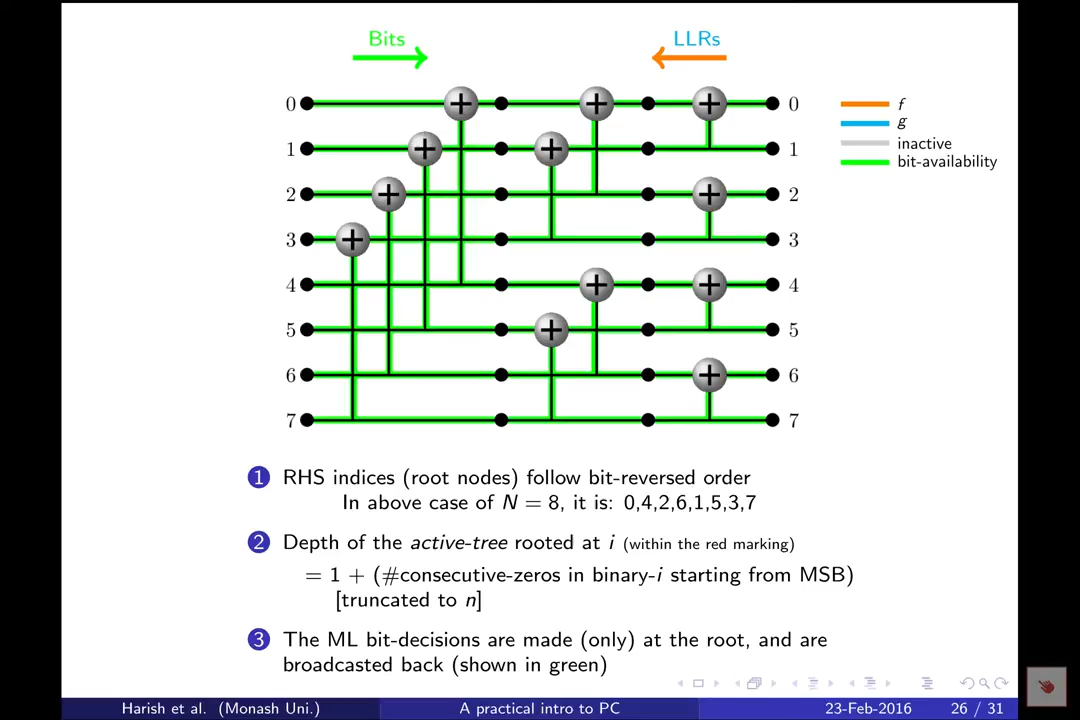 Bits LLRs
0 0
1 1
2 2
3 3
4 4
5 5
6 6
7 7
f
g
inactive
bit-availability
1 RHS indices (root nodes) follow bit-reversed order
In above case of N = 8, it is: 0,4,2,6,1,5,3,7
2 Depth of the active-tree rooted at i (within the red marking)
= 1 + (#consecutive-zeros in binary-i starting from MSB)
[truncated to n]
3 The ML bit-decisions are made (only) at the root, and are
broadcasted back (shown in green)
Harish et al. (Monash Uni.) A practical intro to PC 23-Feb-2016 26 / 31